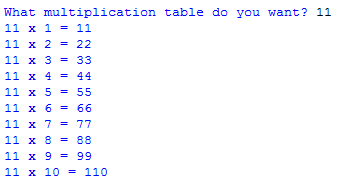 What multiplication table do you want? 11
11 x 1 = 11
11 x 2 = 22
11 x 3 = 33
11 x 4 = 44
11 x 5 = 55
11 x 6 = 66
11 x 7 = 77
11 x 8 = 88
11 x 9 = 99
11 x 10 = 110